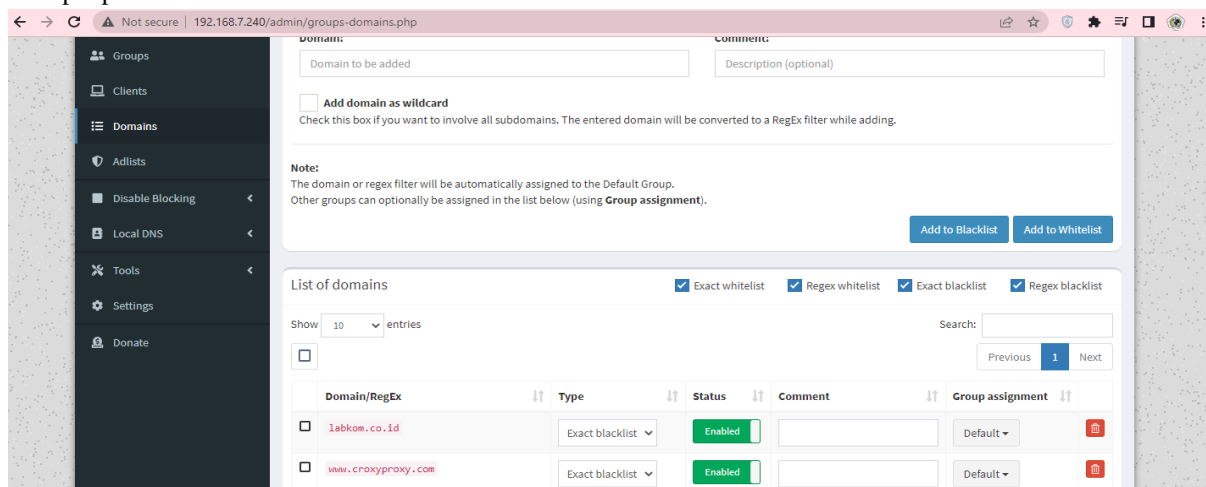 Not secure | 192.168.7.240/admin/groups-domains.php
Groups
Clients
Domains
Adlists
Disable Blocking
Local DNS
Tools
Settings
Donate
Domain: Comment:
Domain to be added Description (optional)
Add domain as wildcard
Check this box if you want to involve all subdomains. The entered domain will be converted to a RegEx filter while adding.
Note:
The domain or regex filter will be automatically assigned to the Default Group.
Other groups can optionally be assigned in the list below (using Group assignment).
Add to Blacklist Add to Whitelist
List of domains Exact whitelist Regex whitelist Exact blacklist Regex blacklist
Show 10 entries Search:
Previous 1 Next
Domain/RegEx Type Status Comment Group assignment
labkom.co.id Exact blacklist Enabled Default
www.croxyproxy.com Exact blacklist Enabled Default